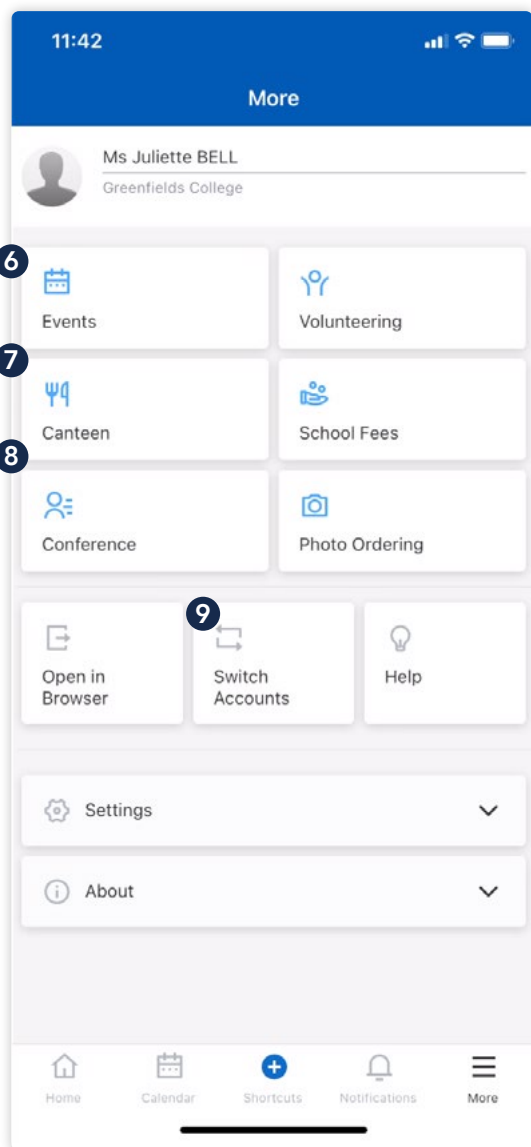 11:42
More
Ms Juliette BELL
Greenfields College
6
Events
Volunteering
7
Canteen
School Fees
8
Conference
Photo Ordering
9
Open in
Browser
Switch
Accounts
Help
Settings
About
Home
Calendar
Shortcuts
Notifications
More